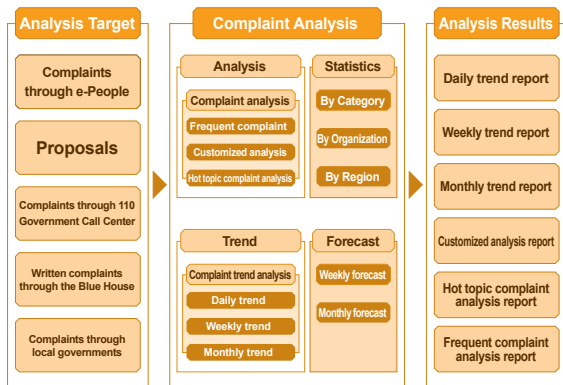 Analysis Target
Complaints
through e-People
Proposals
Complaints through 110
Government Call Center
Written complaints
through the Blue House
Complaints through
local governments
Complaint Analysis
Analysis
Complaint analysis
Frequent complaint
Customized analysis
Hot topic complaint analysis
Statistics
By Category
By Organization
By Region
Trend
Complaint trend analysis
Daily trend
Weekly trend
Monthly trend
Forecast
Weekly forecast
Monthly forecast
Analysis Results
Daily trend report
Weekly trend report
Monthly trend report
Customized analysis report
Hot topic complaint
analysis report
Frequent complaint
analysis report